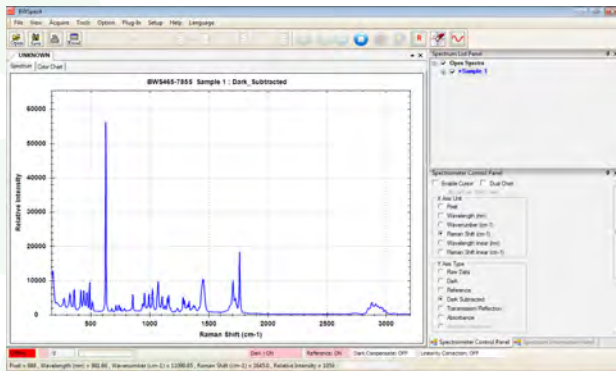 BWSpec4
File View Acquire Tools Option Plug-In Setup Help Language
Open Save Print
R
UNKNOWN
Spectrum Color Chart
BWS465-785S Sample 1 : Dark_Subtracted
60000
50000
40000
30000
20000
10000
0
Relative Intensity
500 1000 1500 2000 2500 3000
Raman Shift (cm-1)
Spectrum List Panel
Open Spectra
Sample 1
Spectrometer Control Panel
Enable Cursor Dual Chart
X Axis Unit
Pixel
Wavelength (nm)
Wavenumber (cm-1)
Raman Shift (cm-1)
Wavelength linear (nm)
Raman Shift linear (cm-1)
Y Axis Type
Raw Data
Dark
Reference
Dark Subtracted
Transmission/Reflection
Absorbance
Spectrometer Control Panel
0 Dark : ON Reference: ON Dark Compensate: OFF Linearity Correction: OFF